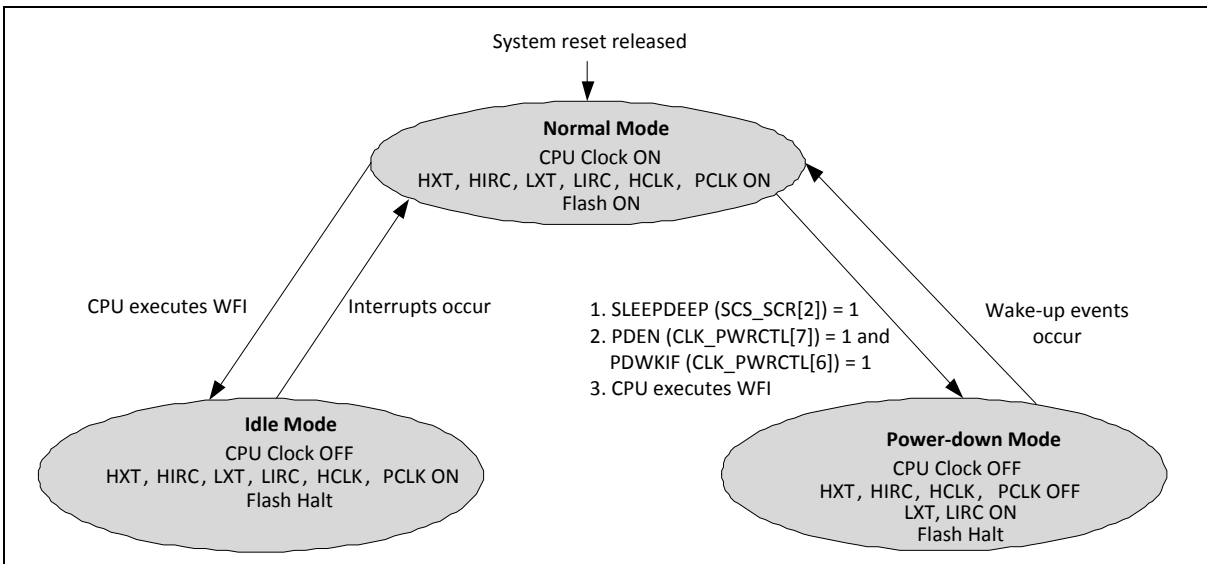 System reset released
Normal Mode
CPU Clock ON
HXT, HIRC, LXT, LIRC, HCLK, PCLK ON
Flash ON
CPU executes WFI
Interrupts occur
1. SLEEPDEEP (SCS_SCR[2]) = 1
2. PDEN (CLK_PWRCTL[7]) = 1 and
PDWKIF (CLK_PWRCTL[6]) = 1
3. CPU executes WFI
Wake-up events
occur
Idle Mode
CPU Clock OFF
HXT, HIRC, LXT, LIRC, HCLK, PCLK ON
Flash Halt
Power-down Mode
CPU Clock OFF
HXT, HIRC, HCLK, PCLK OFF
LXT, LIRC ON
Flash Halt